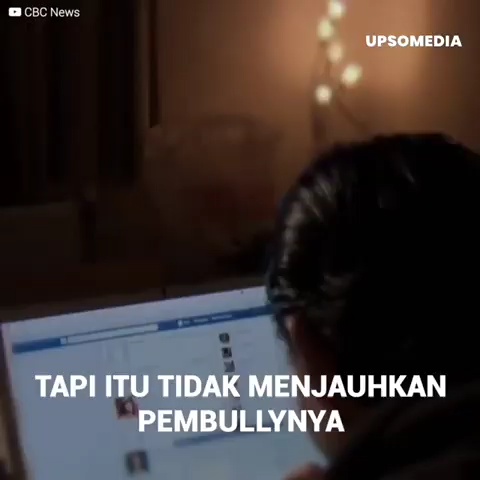 CBC News
UPSOMEDIA
TAPI ITU TIDAK MENJAUHKAN
PEMBULLYNYA